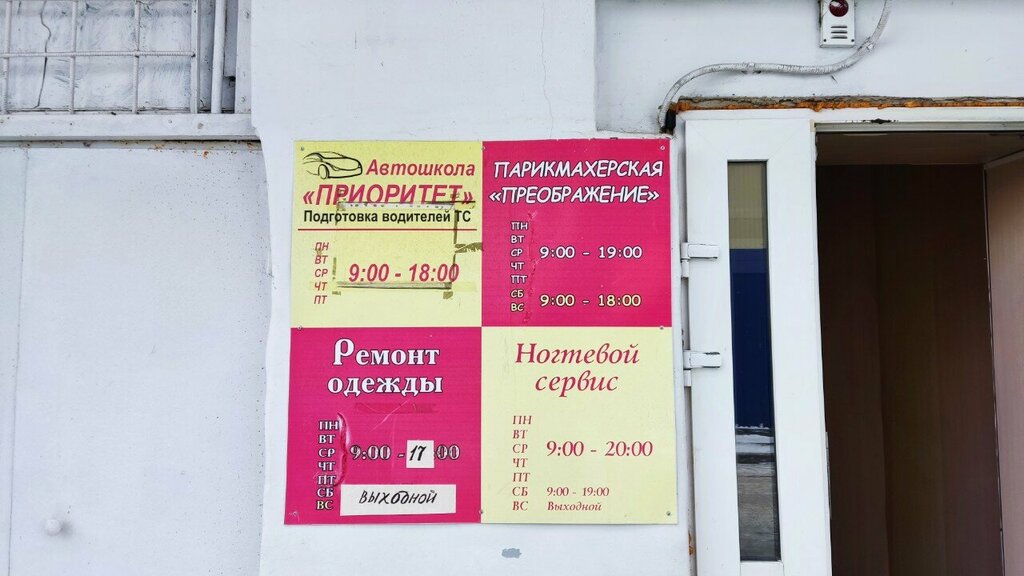 Автошкола
«ПРИОРИТЕТ»
Подготовка водителей ТС
ПН
ВТ
СР 9:00 - 18:00
ЧТ
ПТ
ПАРИКМАХЕРСКАЯ
«ПРЕОБРАЖЕНИЕ»
ПН
ВТ
СР 9:00 - 19:00
ЧТ
ПТ
СБ 9:00 - 18:00
ВС
Ремонт
одежды
ПН
ВТ
СР 9:00 - 17:00
ЧТ
ПТ
СБ выходной
ВС
Ногтевой
сервис
ПН
ВТ
СР 9:00 - 20:00
ЧТ
ПТ
СБ 9:00 - 19:00
ВС Выходной